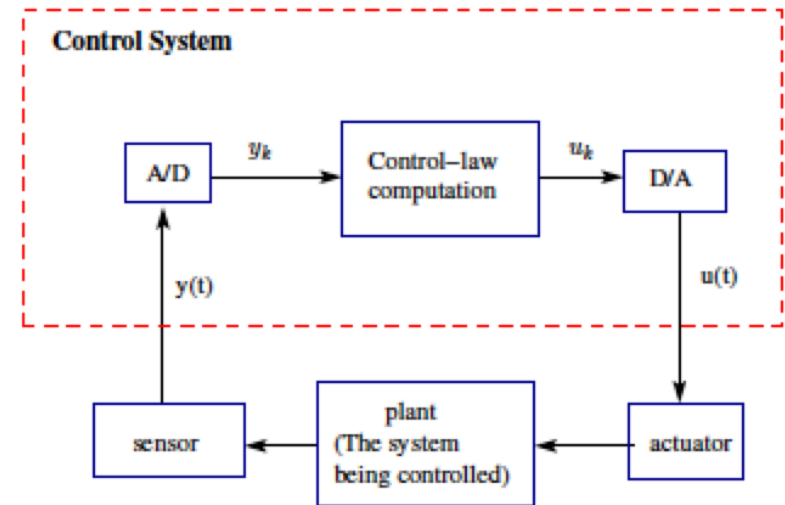 Control System
A/D
yₖ
Control–law
computation
uₖ
D/A
y(t)
u(t)
sensor
plant
(The system
being controlled)
actuator